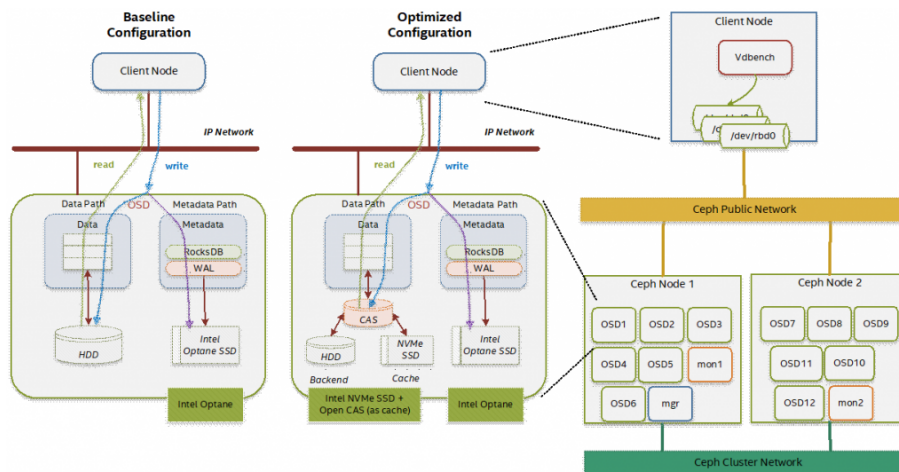 Baseline
Configuration
Client Node
IP Network
read
write
Data Path
OSD
Metadata Path
Data
Metadata
RocksDB
WAL
HDD
Intel
Optane SSD
Intel Optane
Optimized
Configuration
Client Node
IP Network
read
write
Data Path
OSD
Metadata Path
Data
Metadata
RocksDB
WAL
CAS
HDD
NVMe
SSD
Intel
Optane SSD
Backend
Cache
Intel NVMe SSD +
Open CAS (as cache)
Intel Optane
Client Node
Vdbench
/dev/rbd0
Ceph Public Network
Ceph Node 1
OSD1
OSD2
OSD3
OSD4
OSD5
mon1
OSD6
mgr
Ceph Node 2
OSD7
OSD8
OSD9
OSD11
OSD10
OSD12
mon2
Ceph Cluster Network